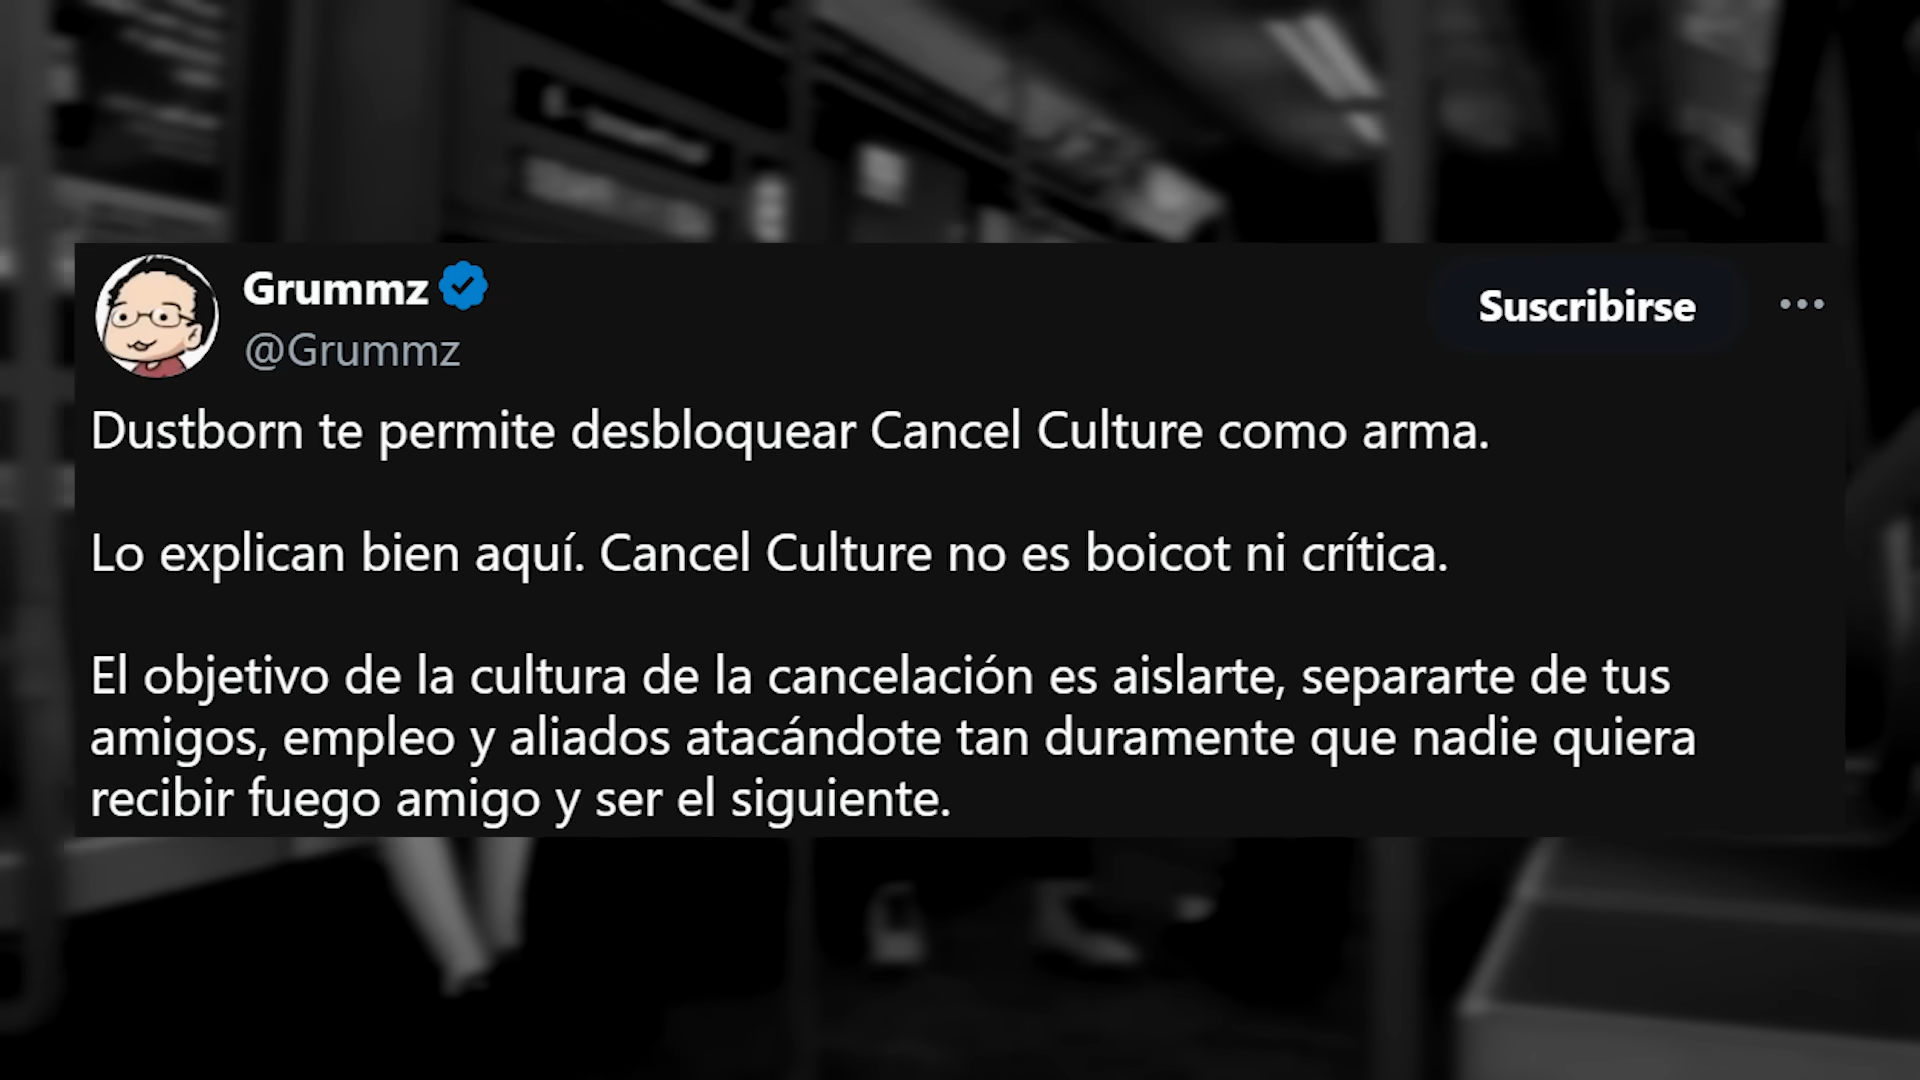 Grummz
@Grummz
Suscribirse
Dustborn te permite desbloquear Cancel Culture como arma.
Lo explican bien aquí. Cancel Culture no es boicot ni crítica.
El objetivo de la cultura de la cancelación es aislarte, separarte de tus
amigos, empleo y aliados atacándote tan duramente que nadie quiera
recibir fuego amigo y ser el siguiente.